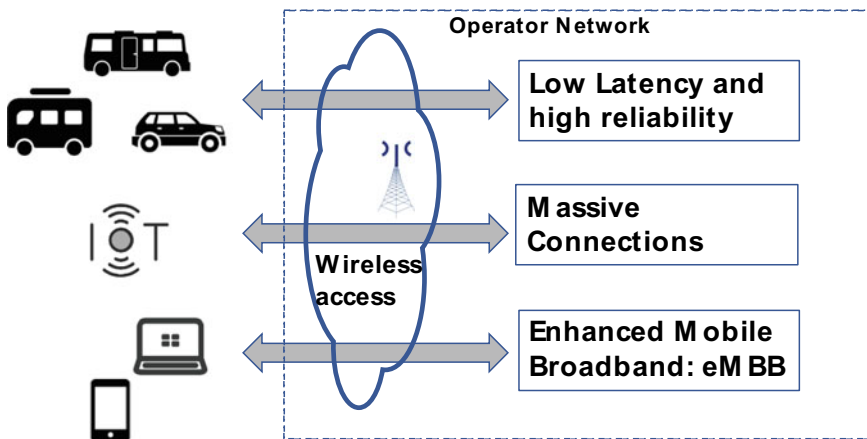 Operator Network
Low Latency and
high reliability
IOT
Massive
Connections
Wireless
access
Enhanced Mobile
Broadband: eMBB